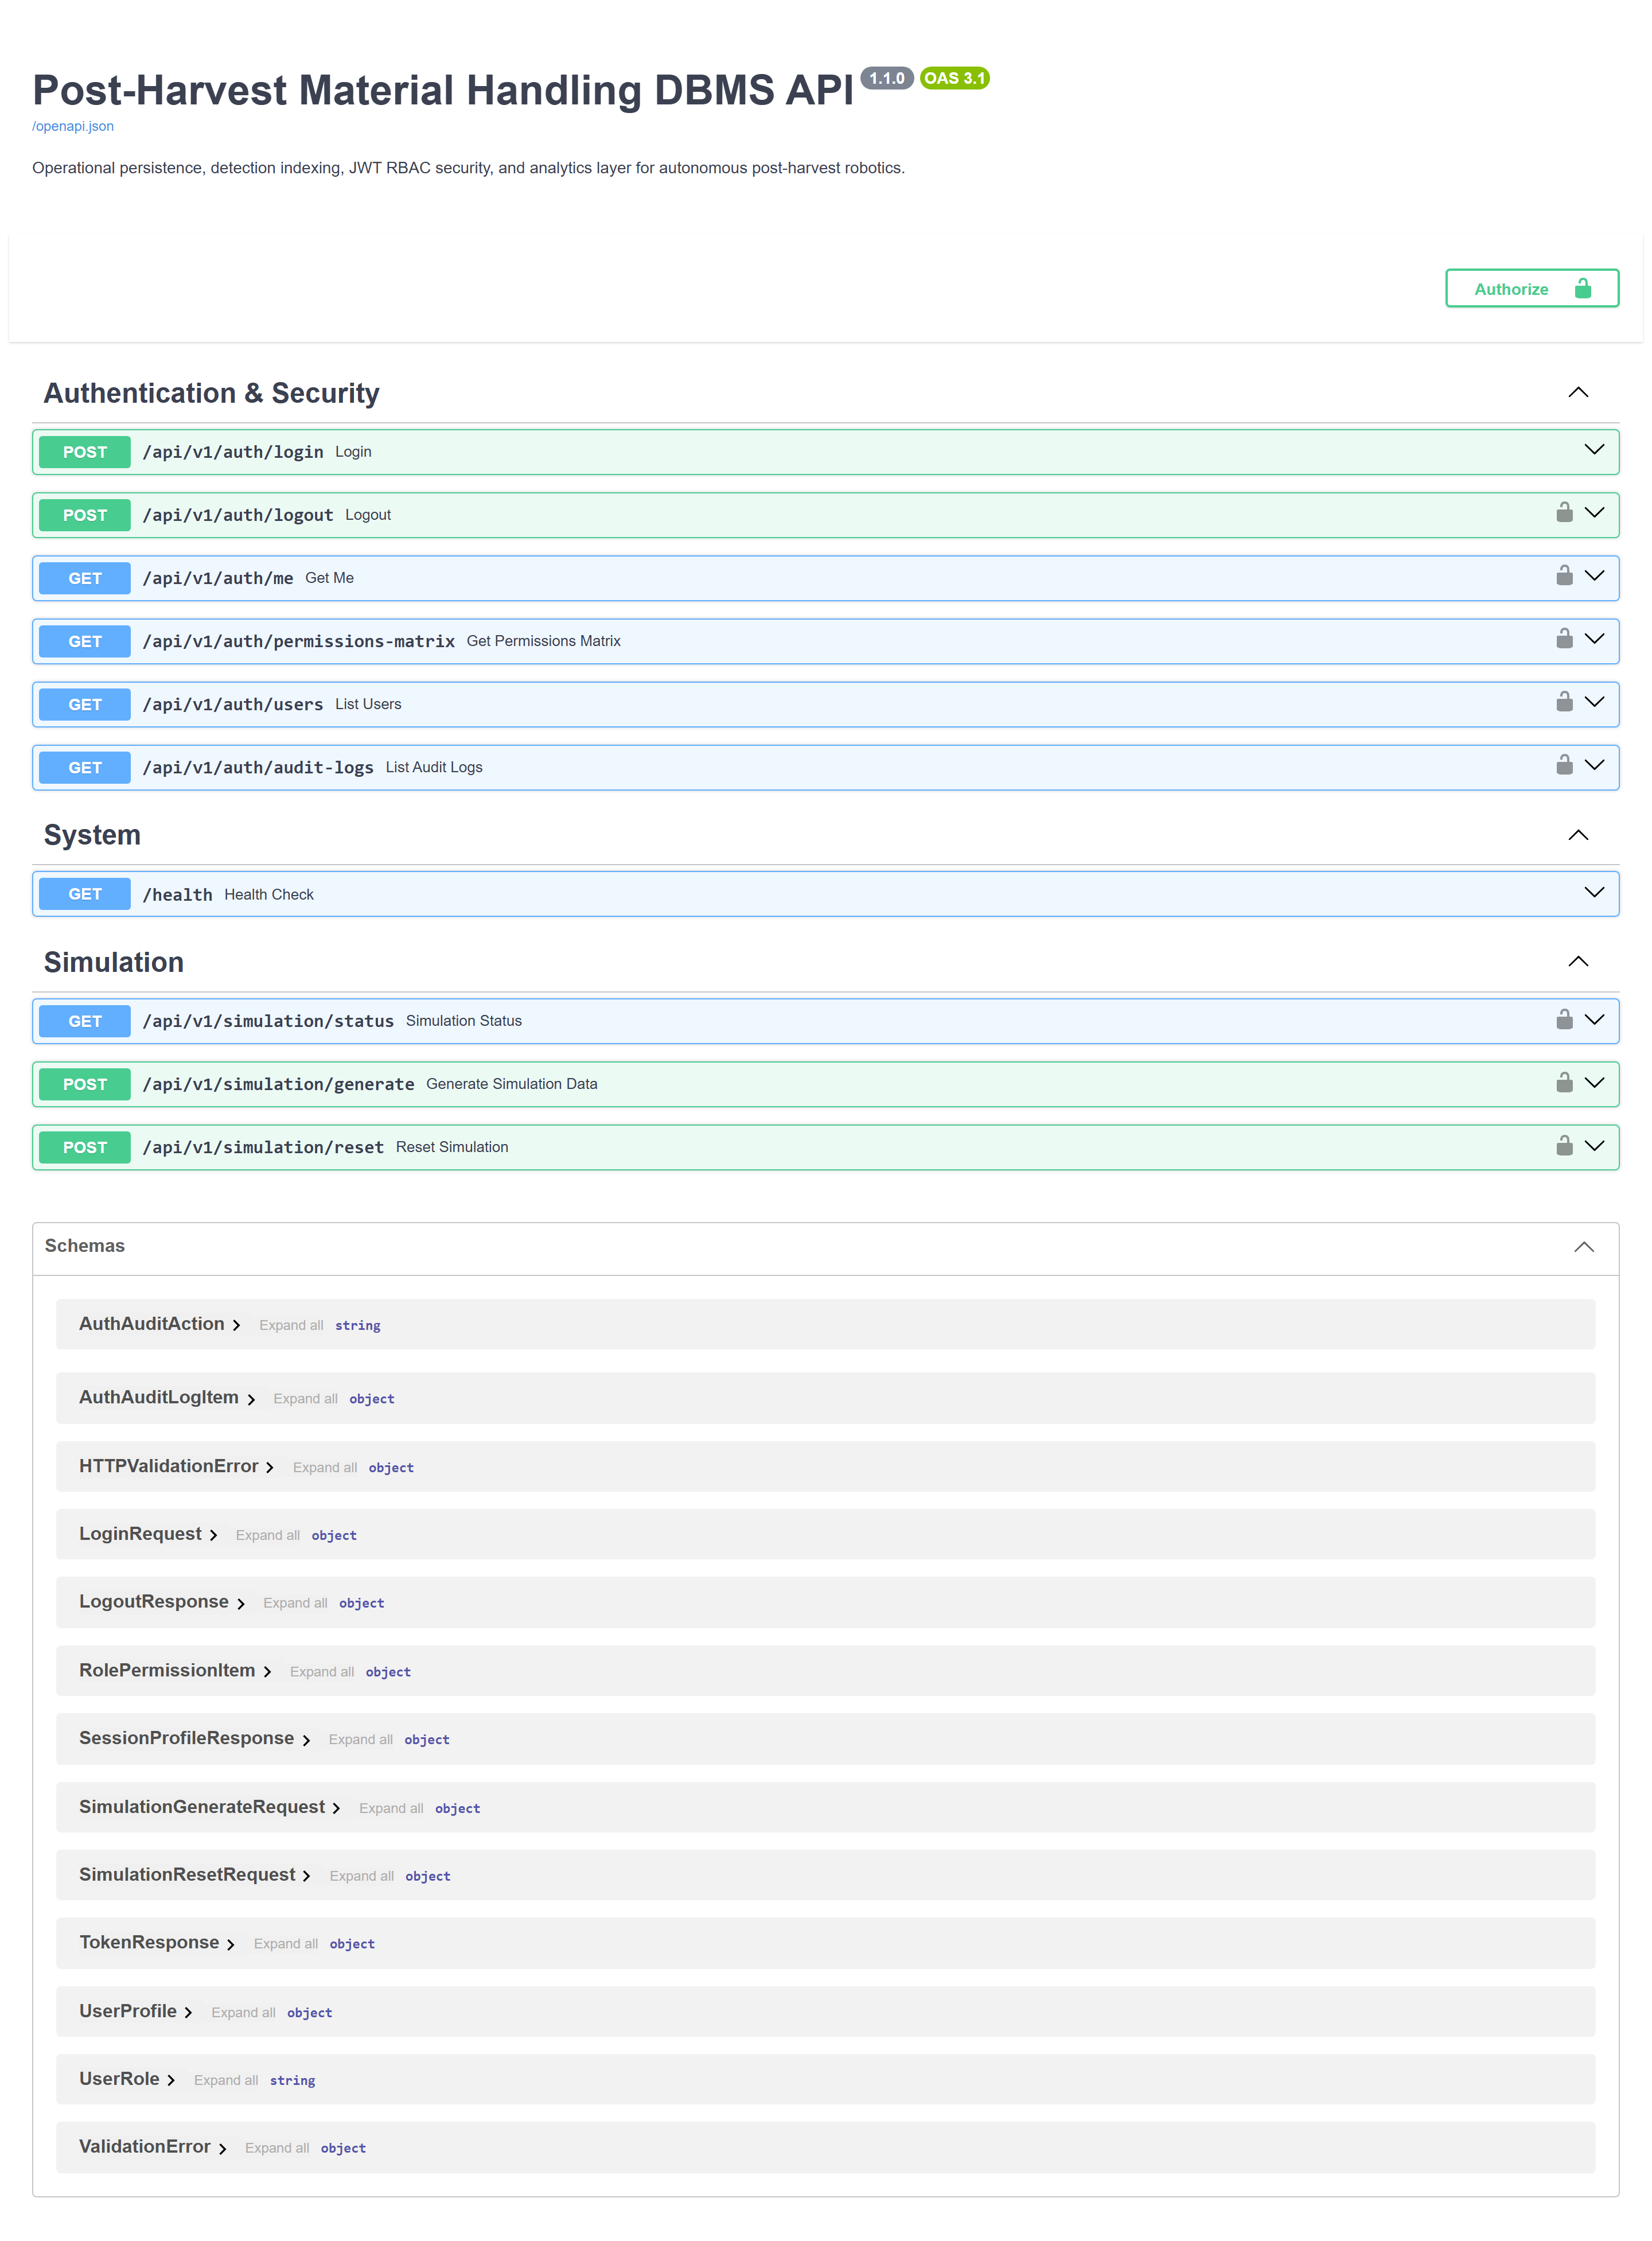 Post-Harvest Material Handling DBMS API 1.1.0 OAS 3.1
/openapi.json
Operational persistence, detection indexing, JWT RBAC security, and analytics layer for autonomous post-harvest robotics.
Authorize
Authentication & Security
POST /api/v1/auth/login Login
POST /api/v1/auth/logout Logout
GET /api/v1/auth/me Get Me
GET /api/v1/auth/permissions-matrix Get Permissions Matrix
GET /api/v1/auth/users List Users
GET /api/v1/auth/audit-logs List Audit Logs
System
GET /health Health Check
Simulation
GET /api/v1/simulation/status Simulation Status
POST /api/v1/simulation/generate Generate Simulation Data
POST /api/v1/simulation/reset Reset Simulation
Schemas
AuthAuditAction Expand all string
AuthAuditLogItem Expand all object
HTTPValidationError Expand all object
LoginRequest Expand all object
LogoutResponse Expand all object
RolePermissionItem Expand all object
SessionProfileResponse Expand all object
SimulationGenerateRequest Expand all object
SimulationResetRequest Expand all object
TokenResponse Expand all object
UserProfile Expand all object
UserRole Expand all string
ValidationError Expand all object